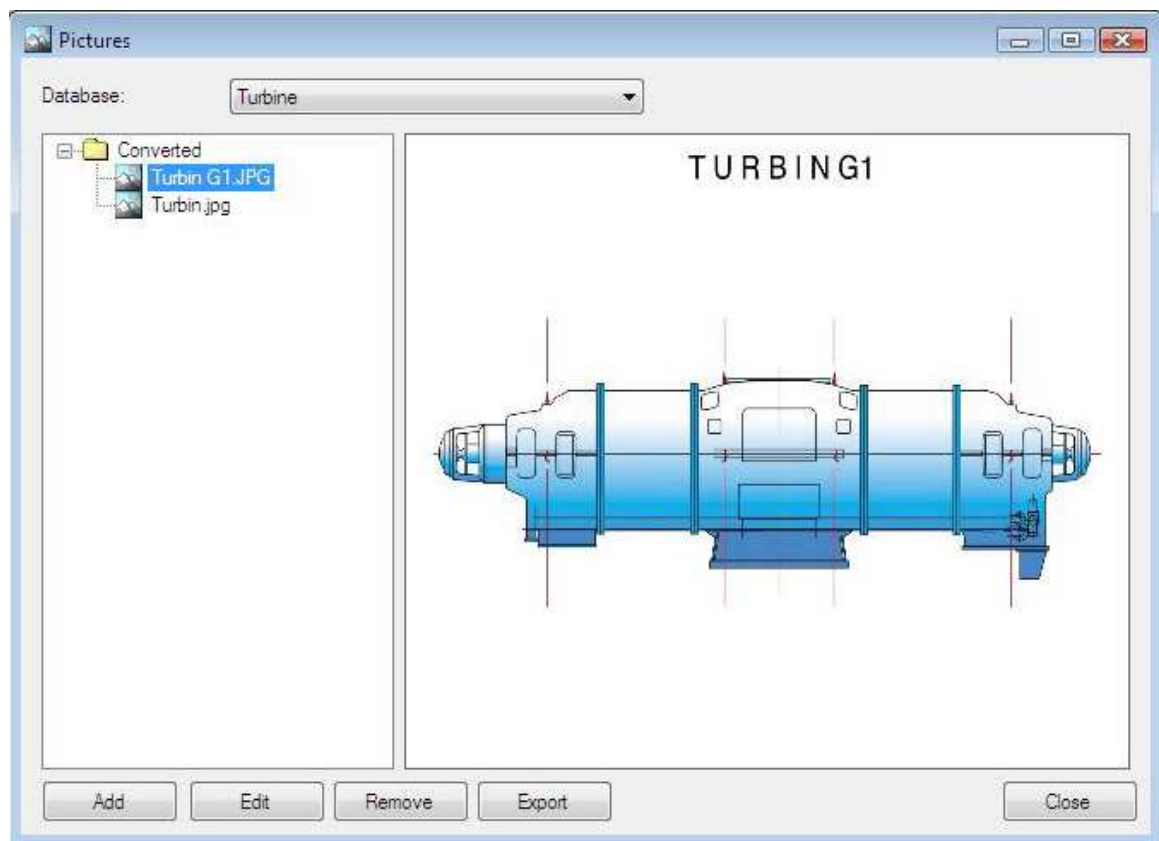 Pictures
Database: Turbine
Converted
Turbin G1.JPG
Turbin.jpg
TURBING1
Add Edit Remove Export Close